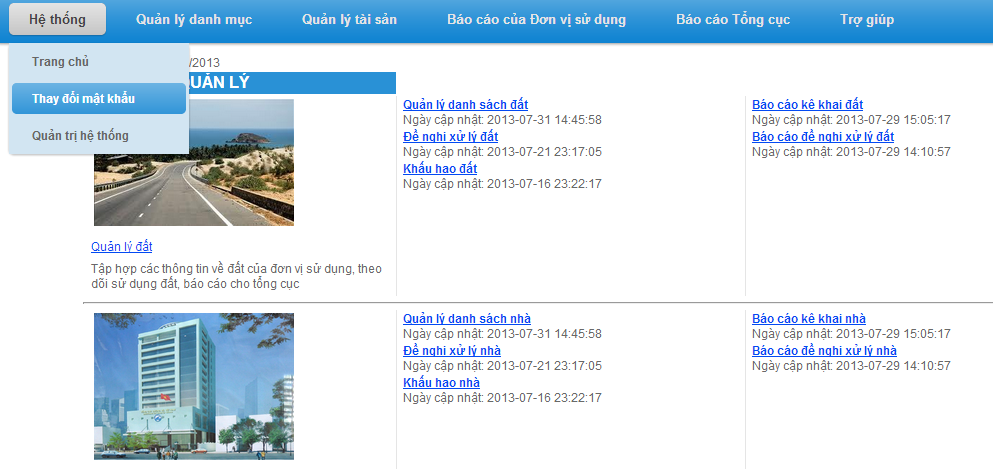 Hệ thống Quản lý danh mục Quản lý tài sản Báo cáo của Đơn vị sử dụng Báo cáo Tổng cục Trợ giúp
Trang chủ
Thay đổi mật khẩu
Quản trị hệ thống
/2013
QUẢN LÝ
Quản lý đất
Tập hợp các thông tin về đất của đơn vị sử dụng, theo
dõi sử dụng đất, báo cáo cho tổng cục
Quản lý danh sách đất
Ngày cập nhật: 2013-07-31 14:45:58
Đề nghị xử lý đất
Ngày cập nhật: 2013-07-21 23:17:05
Khấu hao đất
Ngày cập nhật: 2013-07-16 23:22:17
Báo cáo kê khai đất
Ngày cập nhật: 2013-07-29 15:05:17
Báo cáo đề nghị xử lý đất
Ngày cập nhật: 2013-07-29 14:10:57
Quản lý danh sách nhà
Ngày cập nhật: 2013-07-31 14:45:58
Đề nghị xử lý nhà
Ngày cập nhật: 2013-07-21 23:17:05
Khấu hao nhà
Ngày cập nhật: 2013-07-16 23:22:17
Báo cáo kê khai nhà
Ngày cập nhật: 2013-07-29 15:05:17
Báo cáo đề nghị xử lý nhà
Ngày cập nhật: 2013-07-29 14:10:57